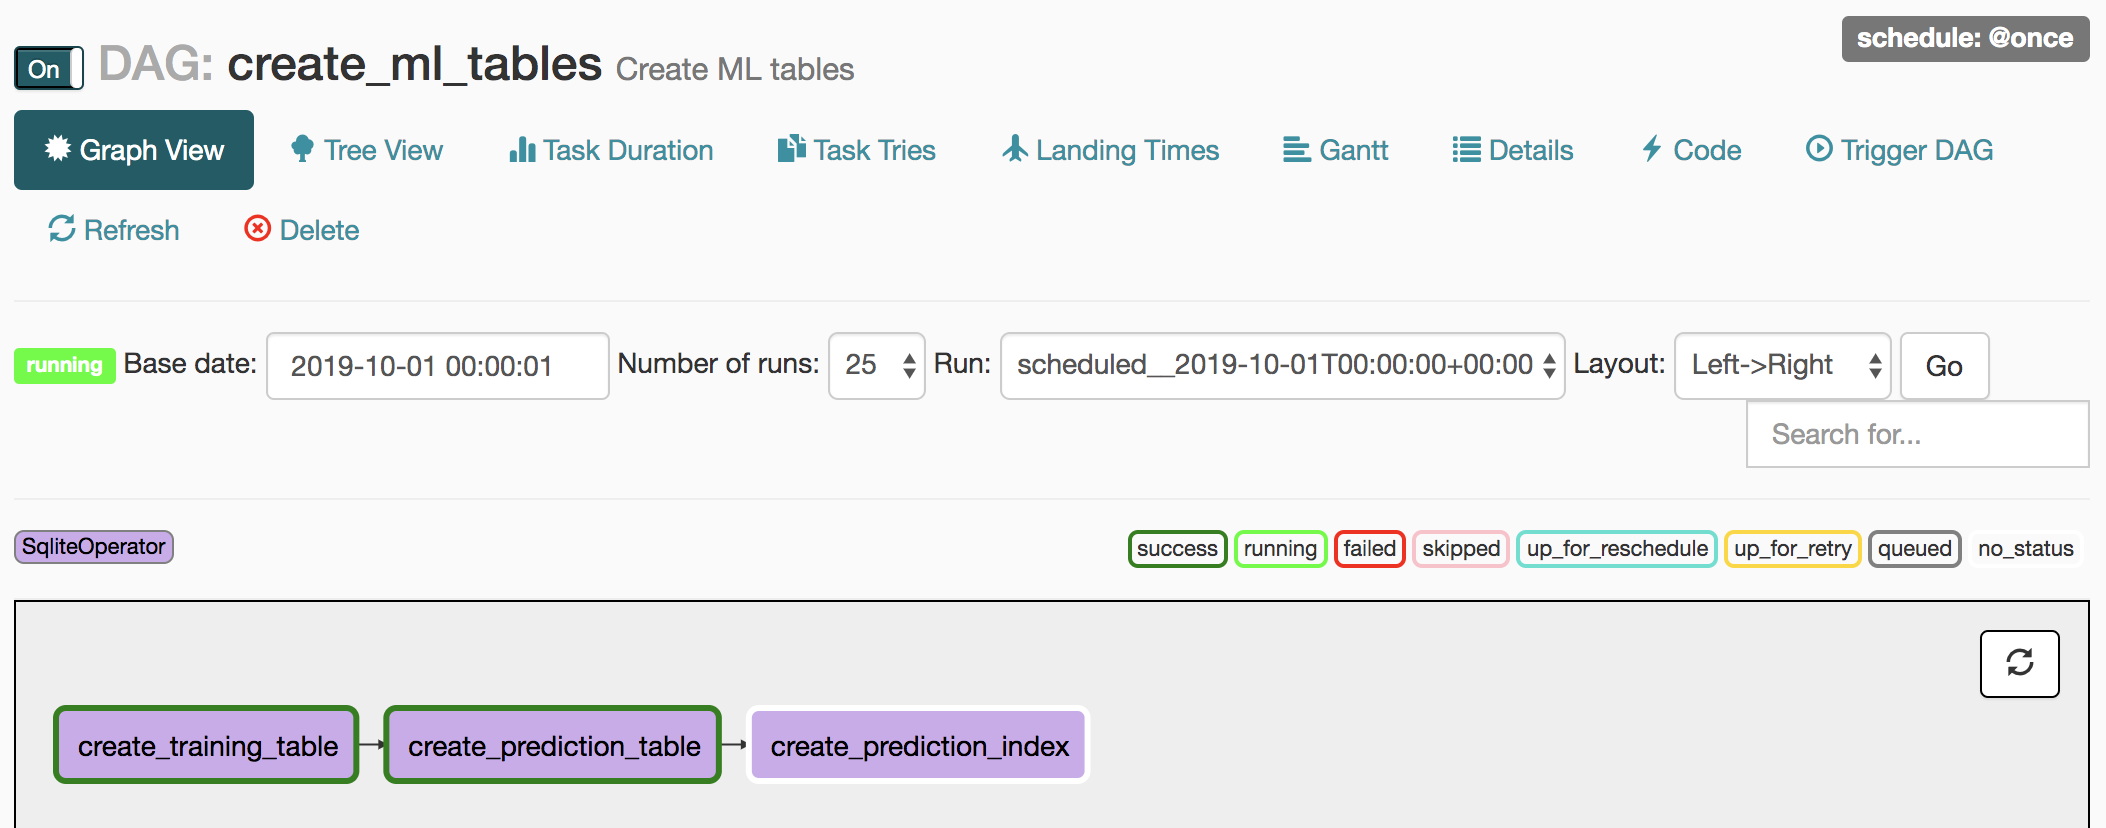 schedule: @once
On DAG: create_ml_tables Create ML tables
Graph View Tree View Task Duration Task Tries Landing Times Gantt Details Code Trigger DAG
Refresh Delete
running Base date: 2019-10-01 00:00:01 Number of runs: 25 Run: scheduled__2019-10-01T00:00:00+00:00 Layout: Left->Right Go
Search for...
SqliteOperator success running failed skipped up_for_reschedule up_for_retry queued no_status
create_training_table create_prediction_table create_prediction_index